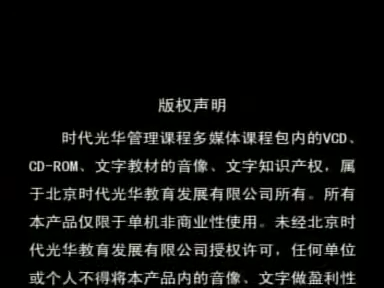 版权声明
时代光华管理课程多媒体课程包内的VCD、
CD-ROM、文字教材的音像、文字知识产权，属
于北京时代光华教育发展有限公司所有。所有
本产品仅限于单机非商业性使用。未经北京时
代光华教育发展有限公司授权许可，任何单位
或个人不得将本产品内的音像、文字做盈利性